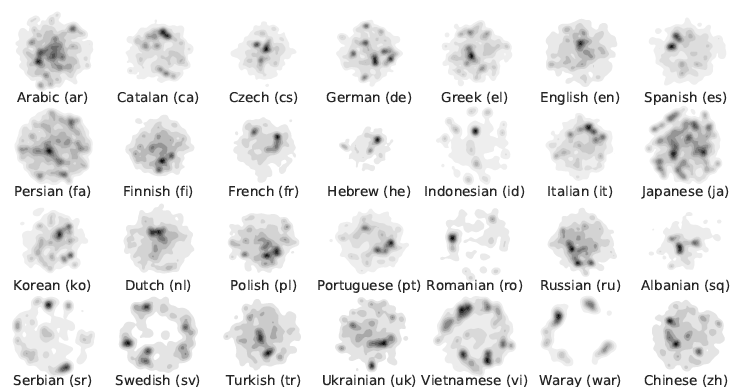 Arabic (ar) Catalan (ca) Czech (cs) German (de) Greek (el) English (en) Spanish (es)
Persian (fa) Finnish (fi) French (fr) Hebrew (he) Indonesian (id) Italian (it) Japanese (ja)
Korean (ko) Dutch (nl) Polish (pl) Portuguese (pt) Romanian (ro) Russian (ru) Albanian (sq)
Serbian (sr) Swedish (sv) Turkish (tr) Ukrainian (uk) Vietnamese (vi) Waray (war) Chinese (zh)